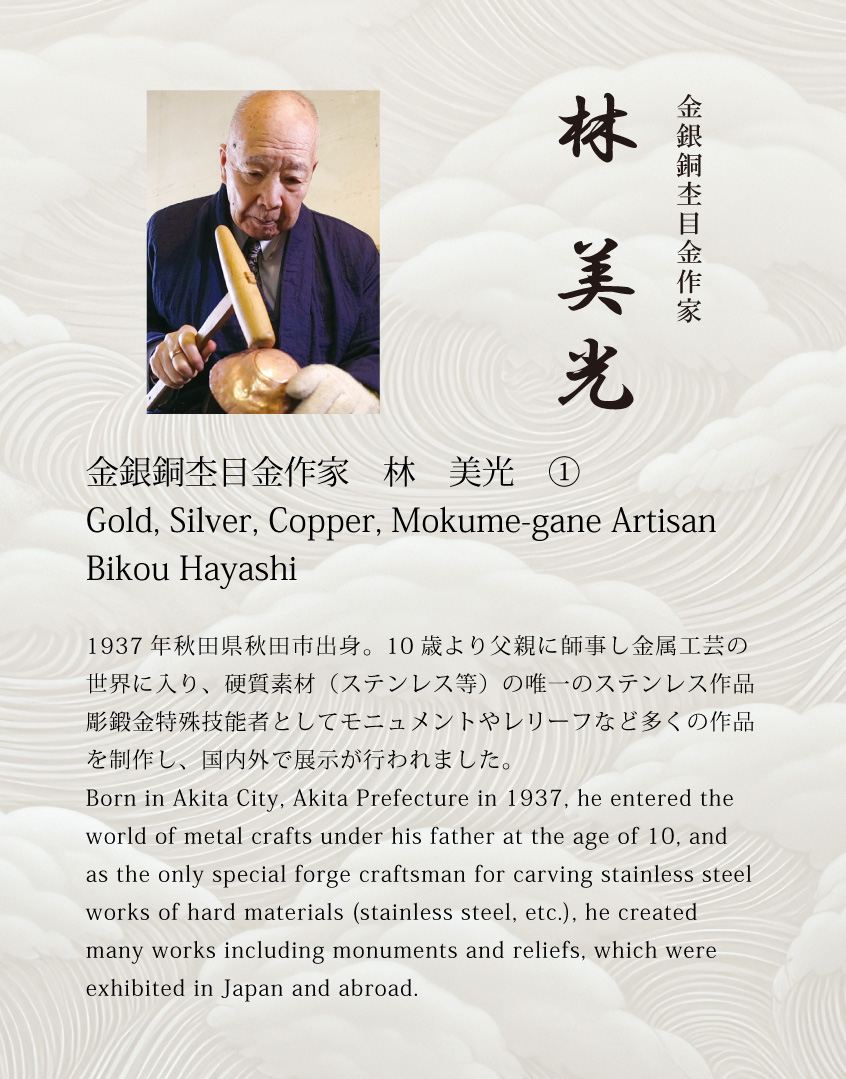 金銀銅杢目金作家
林 美光
金銀銅杢目金作家　林　美光　①
Gold, Silver, Copper, Mokume-gane Artisan
Bikou Hayashi
1937 年秋田県秋田市出身。10 歳より父親に師事し金属工芸の
世界に入り、硬質素材（ステンレス等）の唯一のステンレス作品
彫鍛金特殊技能者としてモニュメントやレリーフなど多くの作品
を制作し、国内外で展示が行われました。
Born in Akita City, Akita Prefecture in 1937, he entered the
world of metal crafts under his father at the age of 10, and
as the only special forge craftsman for carving stainless steel
works of hard materials (stainless steel, etc.), he created
many works including monuments and reliefs, which were
exhibited in Japan and abroad.